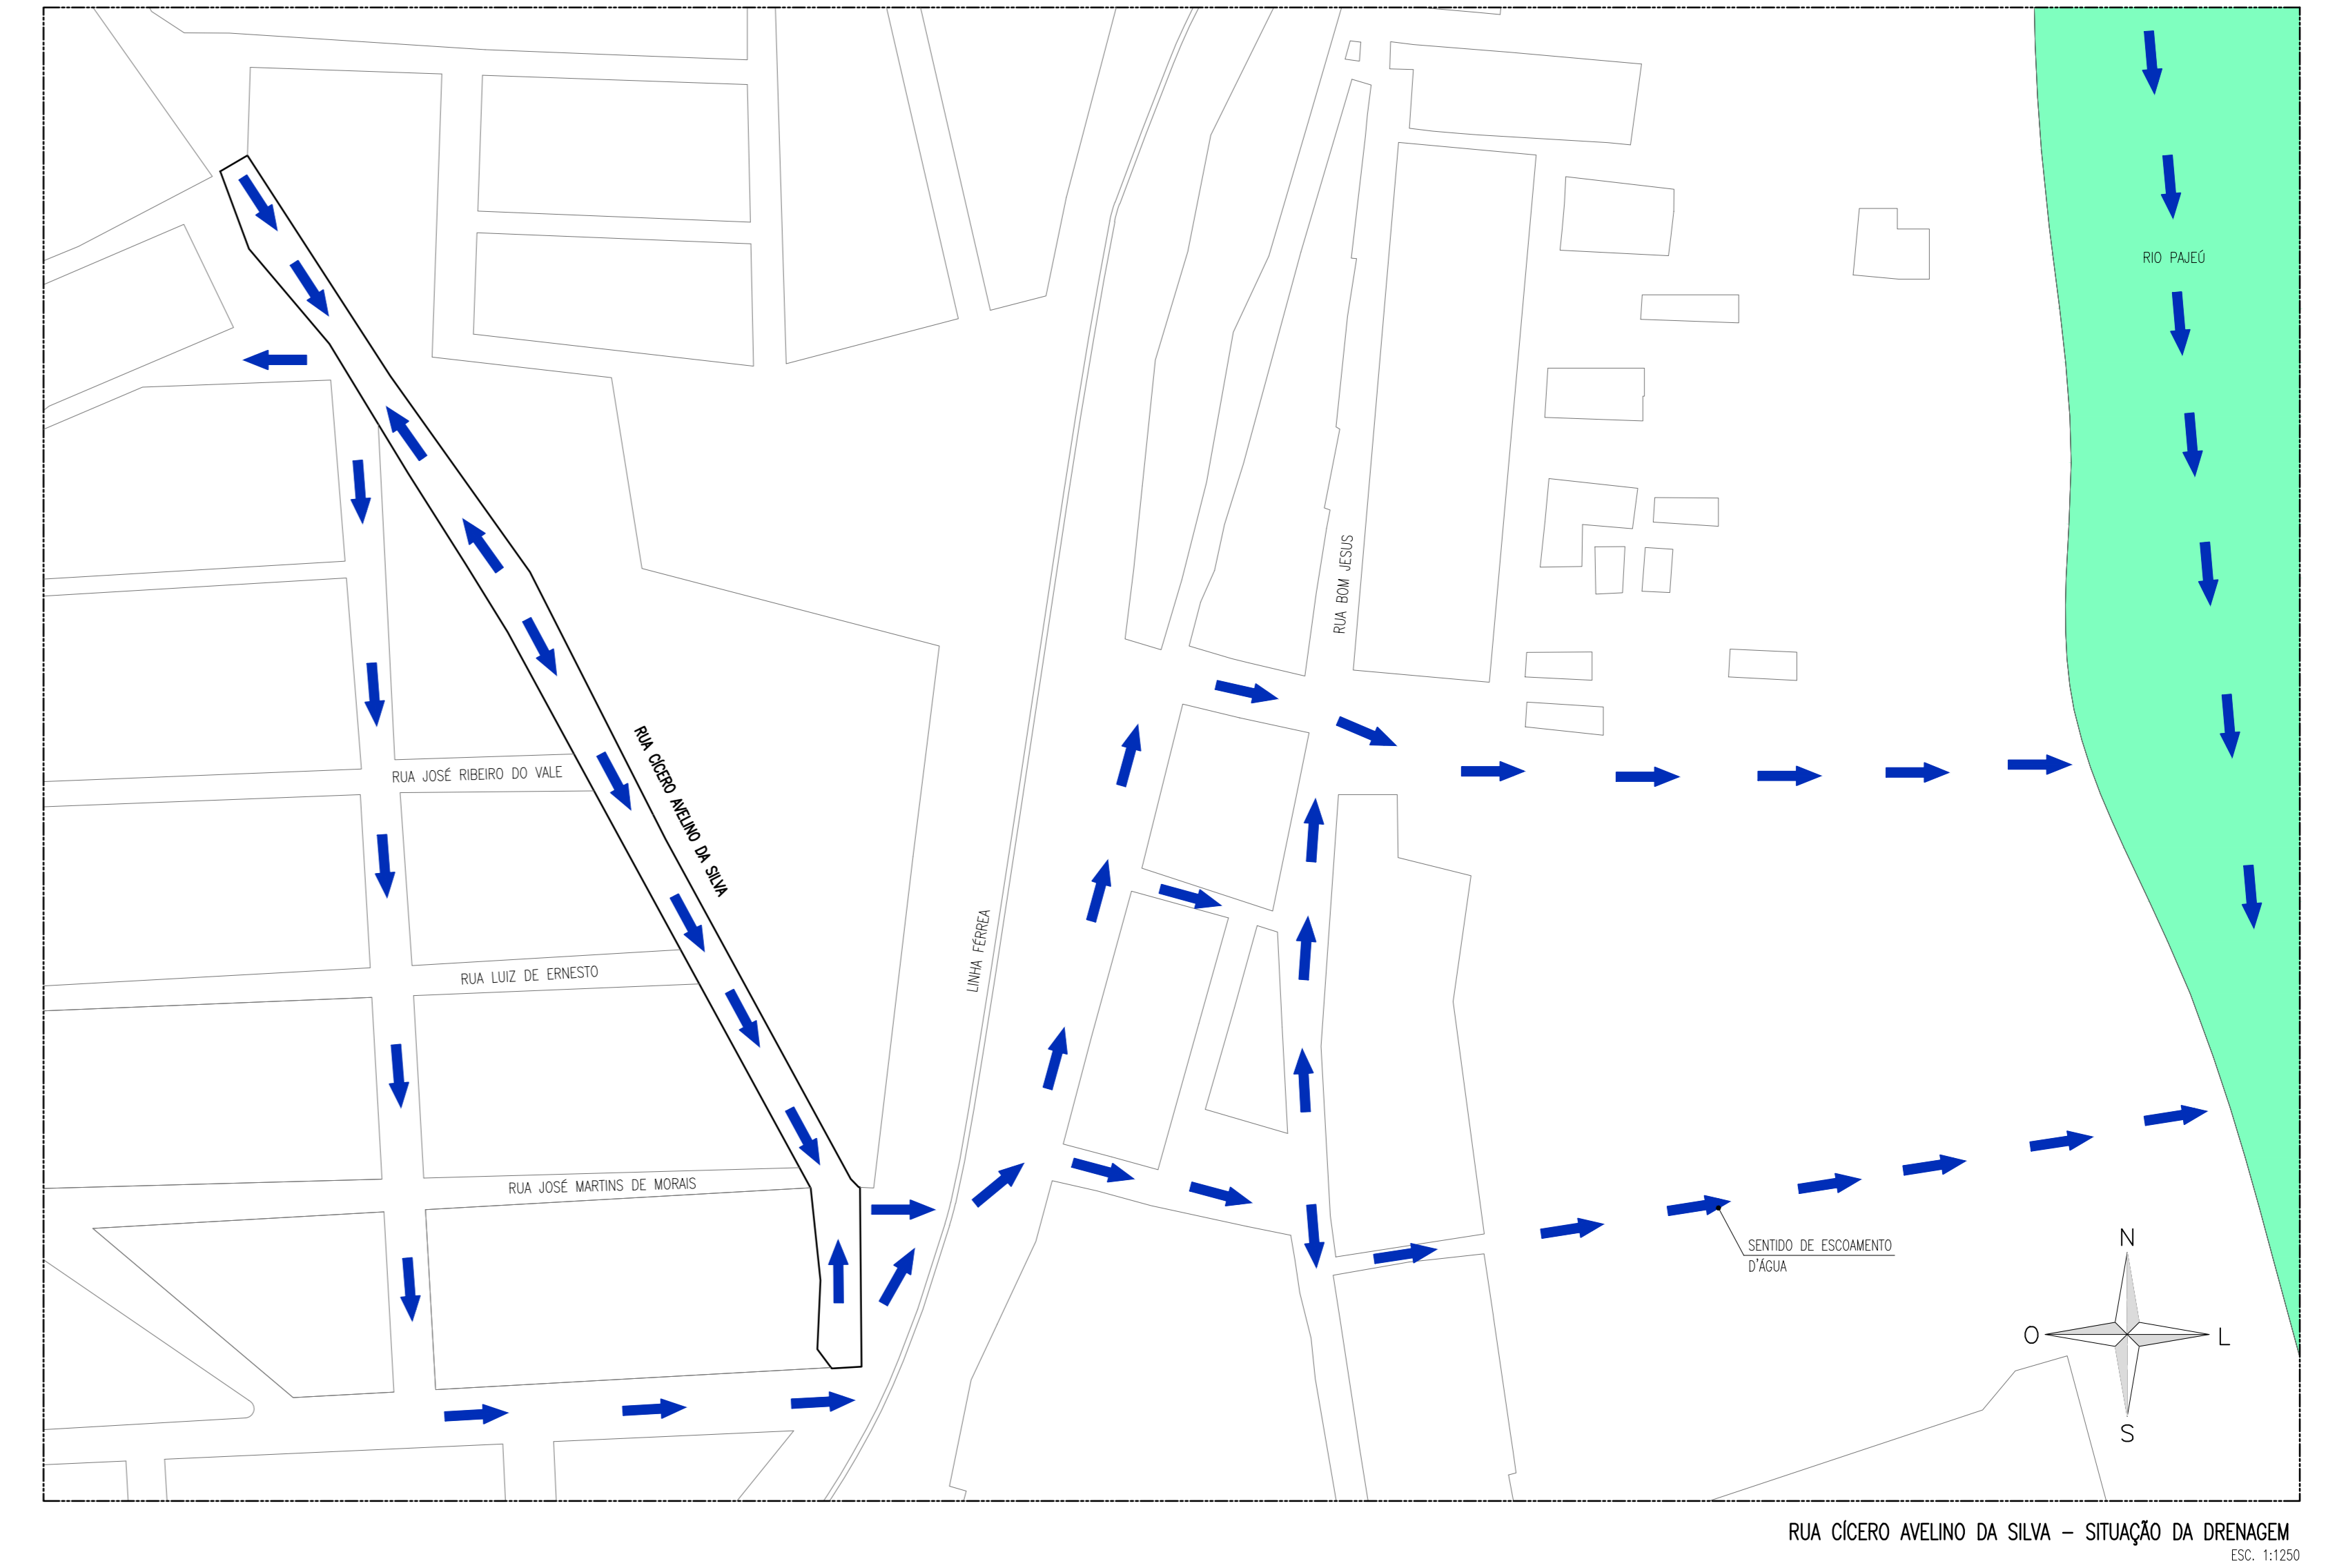 RIO PAJEÚ
RUA BOM JESUS
RUA CÍCERO AVELINO DA SILVA
RUA JOSÉ RIBEIRO DO VALE
LINHA FÉRREA
RUA LUIZ DE ERNESTO
RUA JOSÉ MARTINS DE MORAIS
SENTIDO DE ESCOAMENTO
D'ÁGUA
N
O
L
S
RUA CÍCERO AVELINO DA SILVA – SITUAÇÃO DA DRENAGEM
ESC. 1:1250